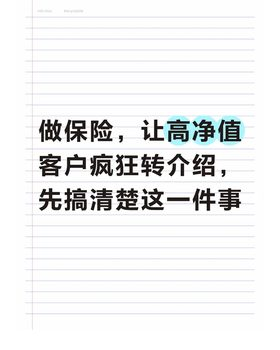 做保险，让高净值
客户疯狂转介绍，
先搞清楚这一件事